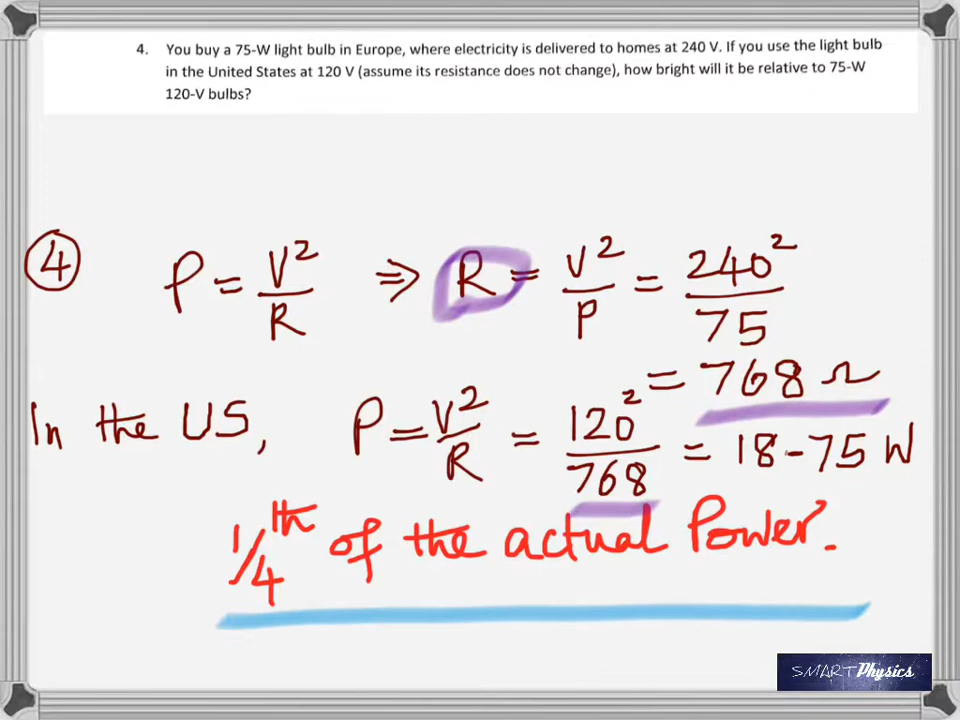 4. You buy a 75-W light bulb in Europe, where electricity is delivered to homes at 240 V. If you use the light bulb
in the United States at 120 V (assume its resistance does not change), how bright will it be relative to 75-W
120-V bulbs?
④ P = V²/R ⇒ R = V²/P = 240²/75
= 768 Ω
In the US, P = V²/R = 120²/768 = 18-75 W
1/4th of the actual Power.
SMART Physics